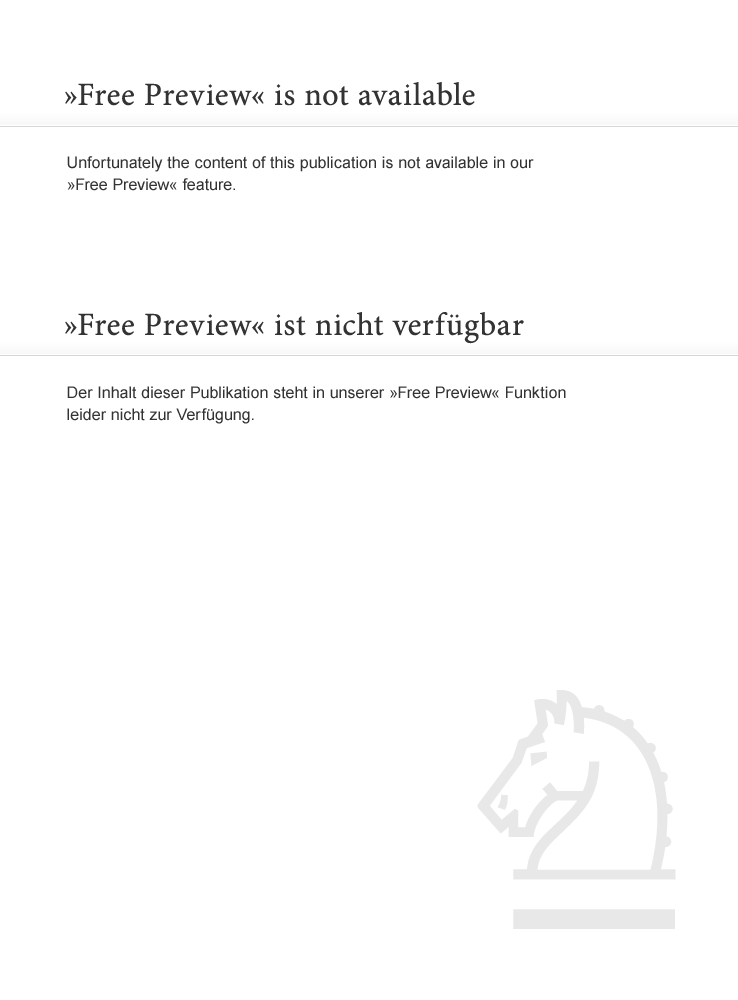 »Free Preview« is not available
Unfortunately the content of this publication is not available in our
»Free Preview« feature.
»Free Preview« ist nicht verfügbar
Der Inhalt dieser Publikation steht in unserer »Free Preview« Funktion
leider nicht zur Verfügung.